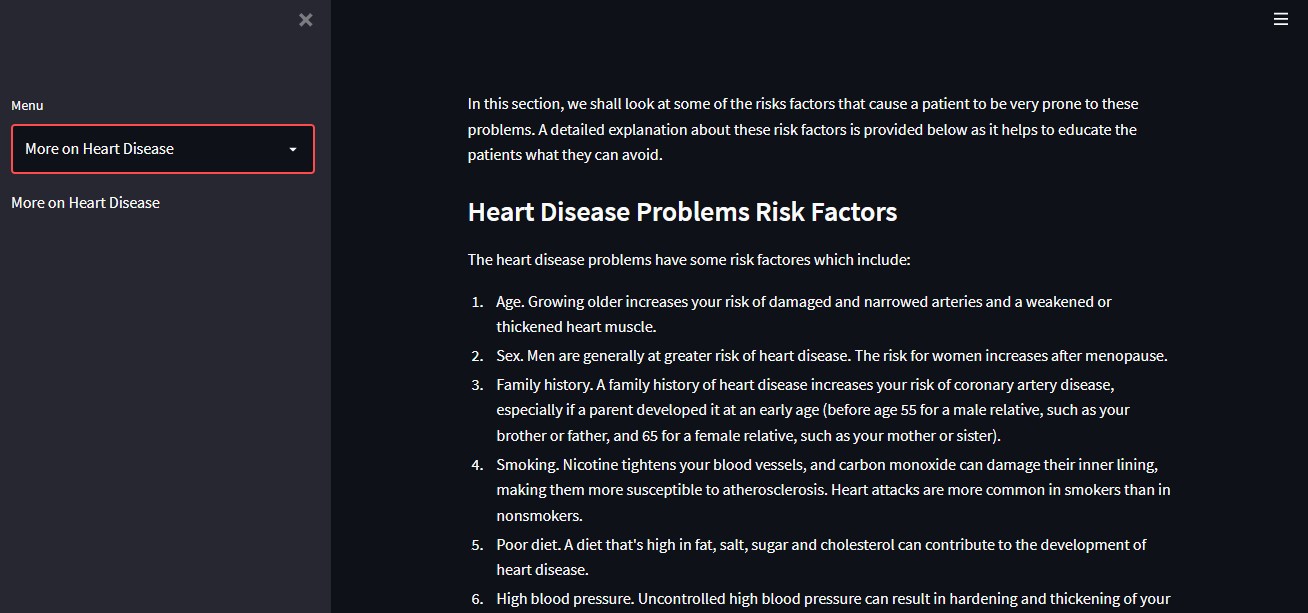 Menu
More on Heart Disease
More on Heart Disease
In this section, we shall look at some of the risks factors that cause a patient to be very prone to these
problems. A detailed explanation about these risk factors is provided below as it helps to educate the
patients what they can avoid.
Heart Disease Problems Risk Factors
The heart disease problems have some risk factores which include:
1. Age. Growing older increases your risk of damaged and narrowed arteries and a weakened or
thickened heart muscle.
2. Sex. Men are generally at greater risk of heart disease. The risk for women increases after menopause.
3. Family history. A family history of heart disease increases your risk of coronary artery disease,
especially if a parent developed it at an early age (before age 55 for a male relative, such as your
brother or father, and 65 for a female relative, such as your mother or sister).
4. Smoking. Nicotine tightens your blood vessels, and carbon monoxide can damage their inner lining,
making them more susceptible to atherosclerosis. Heart attacks are more common in smokers than in
nonsmokers.
5. Poor diet. A diet that's high in fat, salt, sugar and cholesterol can contribute to the development of
heart disease.
6. High blood pressure. Uncontrolled high blood pressure can result in hardening and thickening of your